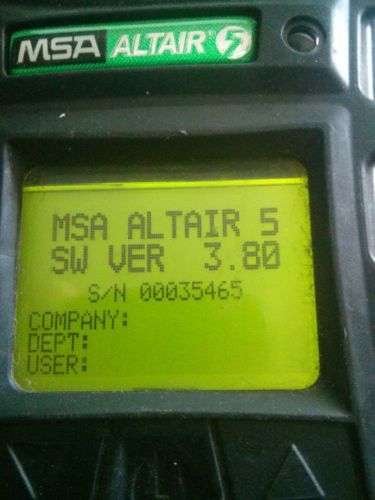 MSA ALTAIR 5
MSA ALTAIR 5
SW VER 3.80
S/N 00035465
COMPANY:
DEPT:
USER: